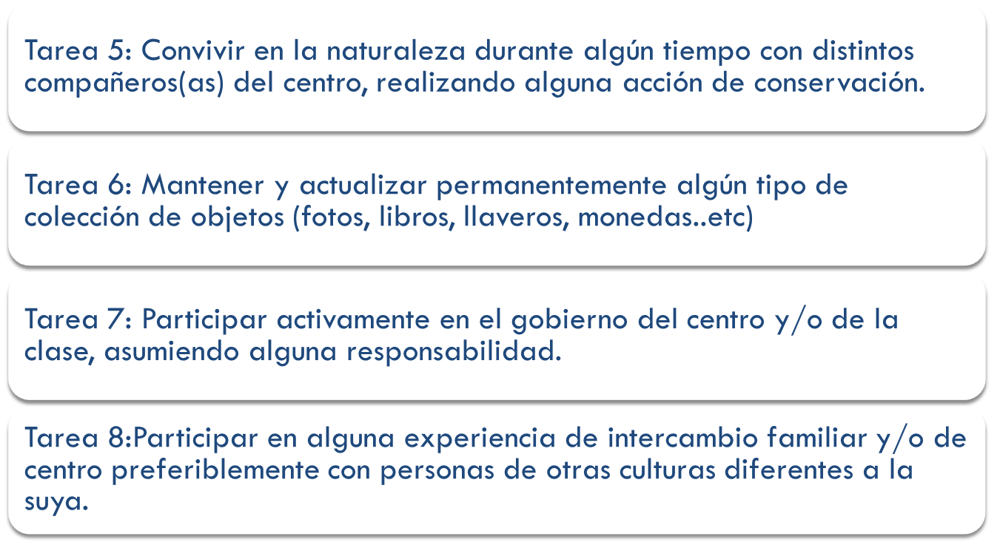 Tarea 5: Convivir en la naturaleza durante algún tiempo con distintos
compañeros(as) del centro, realizando alguna acción de conservación.
Tarea 6: Mantener y actualizar permanentemente algún tipo de
colección de objetos (fotos, libros, llaveros, monedas..etc)
Tarea 7: Participar activamente en el gobierno del centro y/o de la
clase, asumiendo alguna responsabilidad.
Tarea 8:Participar en alguna experiencia de intercambio familiar y/o de
centro preferiblemente con personas de otras culturas diferentes a la
suya.